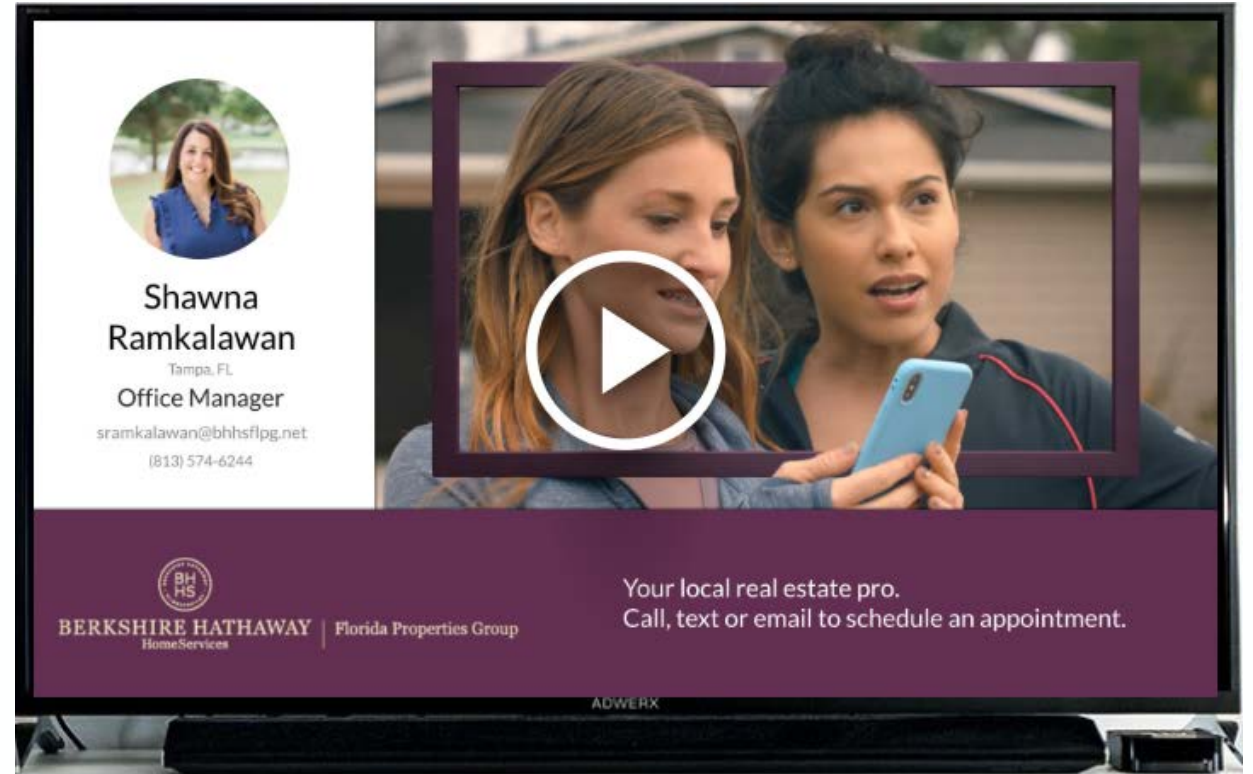 Shawna
Ramkalawan
Tampa, FL
Office Manager
sramkalawan@bhhsflpg.net
(813) 574-6244
BH
HS
BERKSHIRE HATHAWAY
HomeServices
Florida Properties Group
Your local real estate pro.
Call, text or email to schedule an appointment.
ADWERX